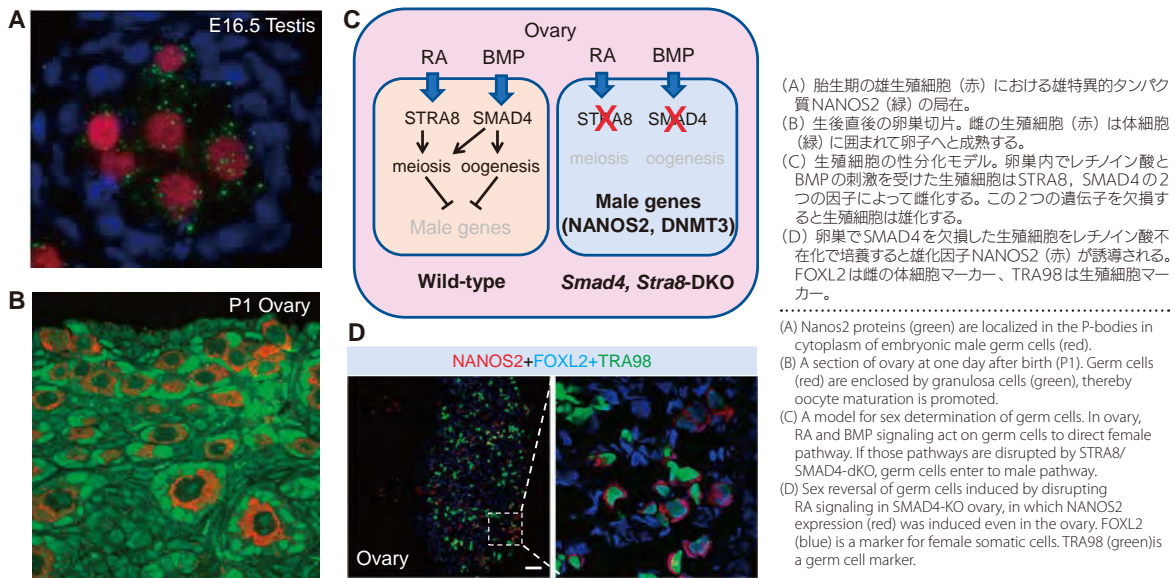 A
E16.5 Testis
B
P1 Ovary
C
Ovary
RA
BMP
RA
BMP
STRA8
SMAD4
STRA8
SMAD4
meiosis
oogenesis
meiosis
oogenesis
Male genes
Male genes
(NANOS2, DNMT3)
Wild-type
Smad4, Stra8-DKO
D
NANOS2+FOXL2+TRA98
Ovary
(A) 胎生期の雄生殖細胞（赤）における雄特異的タンパク
質NANOS2（緑）の局在。
(B) 生後直後の卵巣切片。雌の生殖細胞（赤）は体細胞
（緑）に囲まれて卵子へと成熟する。
(C) 生殖細胞の性分化モデル。卵巣内でレチノイン酸と
BMPの刺激を受けた生殖細胞はSTRA8，SMAD4の２
つの因子によって雌化する。この２つの遺伝子を欠損す
ると生殖細胞は雄化する。
(D) 卵巣でSMAD4を欠損した生殖細胞をレチノイン酸不
在化で培養すると雄化因子NANOS2（赤）が誘導される。
FOXL2は雌の体細胞マーカー、TRA98は生殖細胞マー
カー。
(A) Nanos2 proteins (green) are localized in the P-bodies in
cytoplasm of embryonic male germ cells (red).
(B) A section of ovary at one day after birth (P1). Germ cells
(red) are enclosed by granulosa cells (green), thereby
oocyte maturation is promoted.
(C) A model for sex determination of germ cells. In ovary,
RA and BMP signaling act on germ cells to direct female
pathway. If those pathways are disrupted by STRA8/
SMAD4-dKO, germ cells enter to male pathway.
(D) Sex reversal of germ cells induced by disrupting
RA signaling in SMAD4-KO ovary, in which NANOS2
expression (red) was induced even in the ovary. FOXL2
(blue) is a marker for female somatic cells. TRA98 (green)is
a germ cell marker.